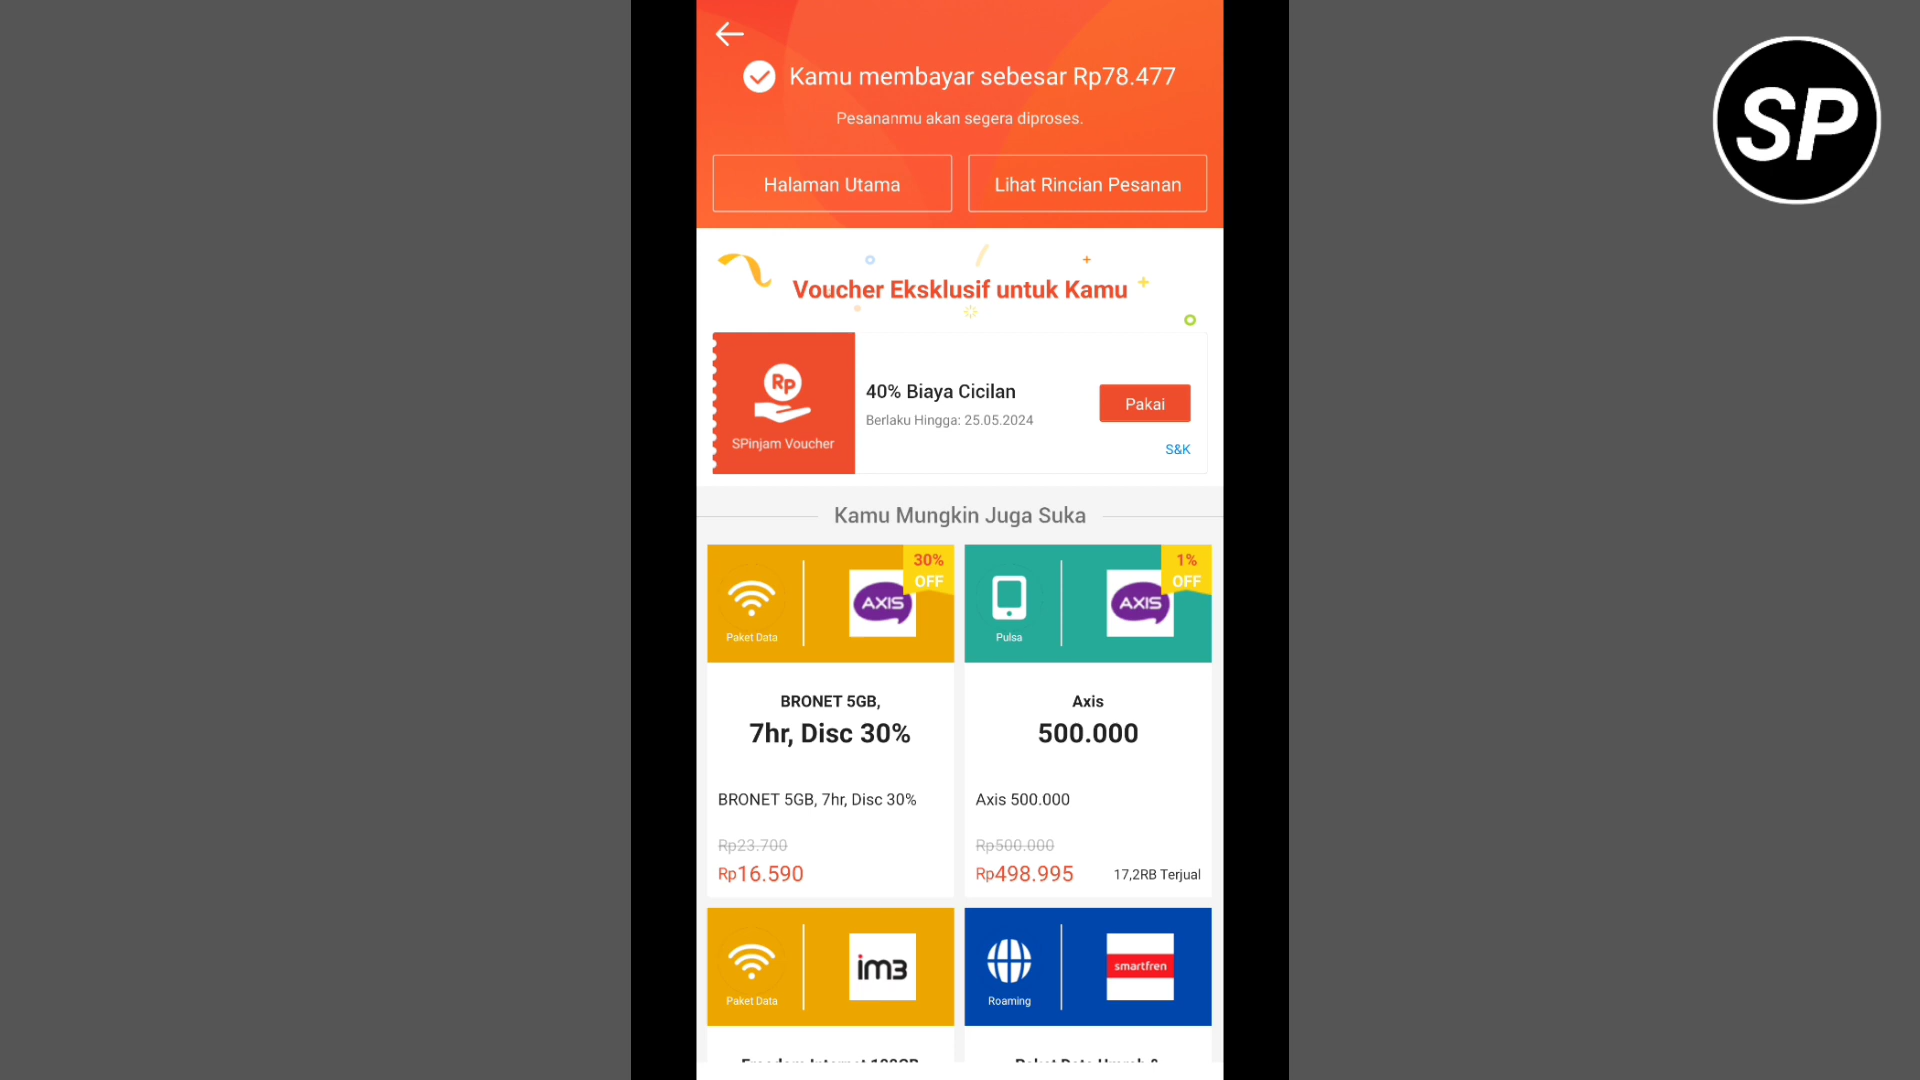 SP
Kamu membayar sebesar Rp78.477
Pesananmu akan segera diproses.
Halaman Utama
Lihat Rincian Pesanan
Voucher Eksklusif untuk Kamu
Rp
SPinjam Voucher
40% Biaya Cicilan
Berlaku Hingga: 25.05.2024
Pakai
S&K
Kamu Mungkin Juga Suka
Paket Data
AXIS
30%
OFF
BRONET 5GB,
7hr, Disc 30%
BRONET 5GB, 7hr, Disc 30%
Rp23.700
Rp16.590
Pulsa
AXIS
1%
OFF
Axis
500.000
Axis 500.000
Rp500.000
Rp498.995
17,2RB Terjual
Paket Data
im3
Roaming
smartfren